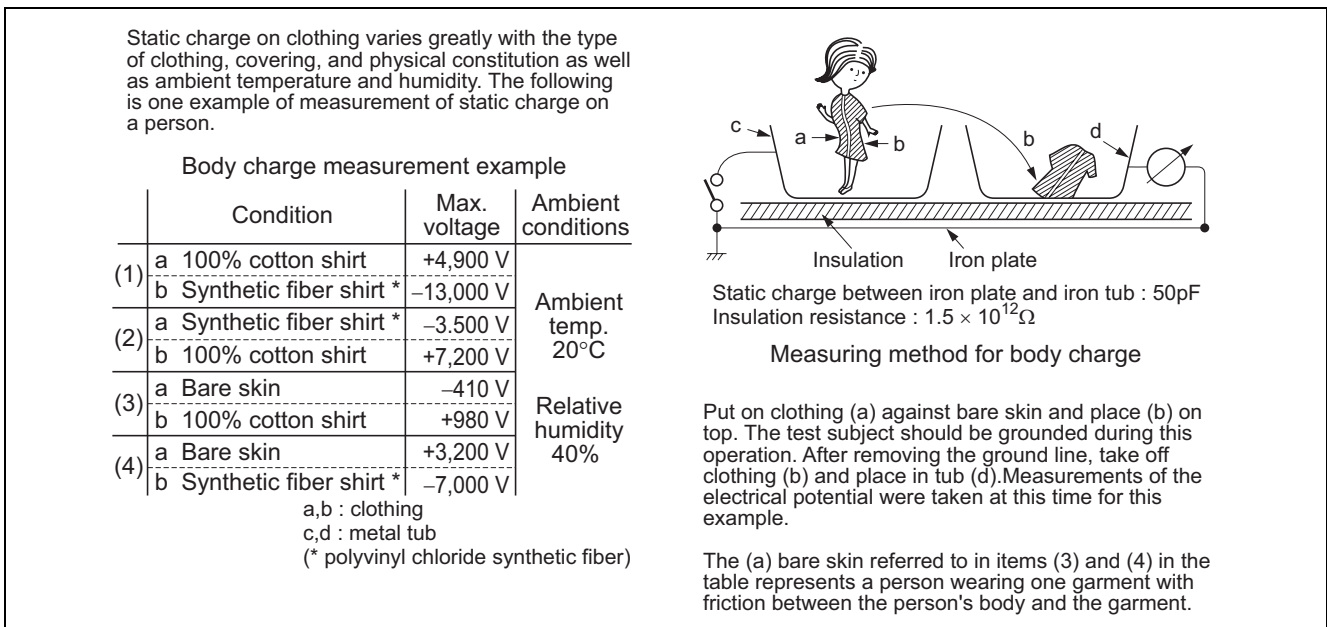 Static charge on clothing varies greatly with the type
of clothing, covering, and physical constitution as well
as ambient temperature and humidity. The following
is one example of measurement of static charge on
a person.
Body charge measurement example
Condition Max. voltage Ambient conditions
(1) a 100% cotton shirt +4,900 V
b Synthetic fiber shirt * –13,000 V
(2) a Synthetic fiber shirt * –3.500 V
b 100% cotton shirt +7,200 V
(3) a Bare skin –410 V
b 100% cotton shirt +980 V
(4) a Bare skin +3,200 V
b Synthetic fiber shirt * –7,000 V
Ambient
temp.
20°C
Relative
humidity
40%
a,b : clothing
c,d : metal tub
(* polyvinyl chloride synthetic fiber)
c
a
b
b
d
Insulation Iron plate
Static charge between iron plate and iron tub : 50pF
Insulation resistance : 1.5 × 10¹²Ω
Measuring method for body charge
Put on clothing (a) against bare skin and place (b) on
top. The test subject should be grounded during this
operation. After removing the ground line, take off
clothing (b) and place in tub (d).Measurements of the
electrical potential were taken at this time for this
example.
The (a) bare skin referred to in items (3) and (4) in the
table represents a person wearing one garment with
friction between the person's body and the garment.